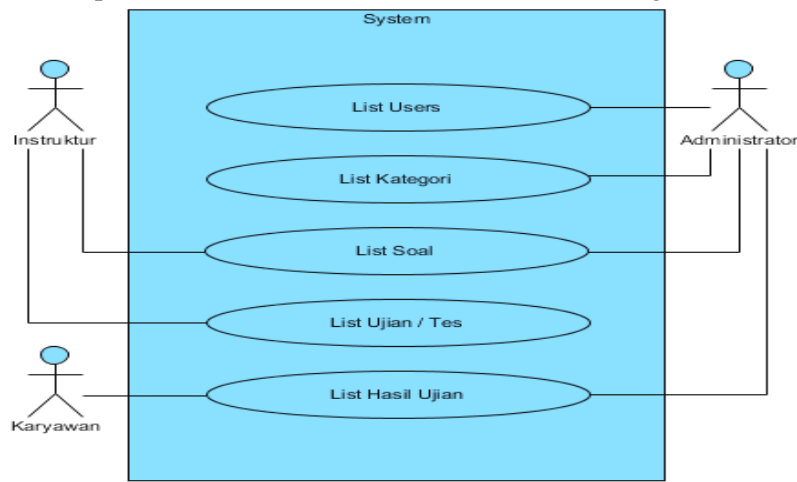 System
List Users
Instruktur
Administrator
List Kategori
List Soal
List Ujian / Tes
List Hasil Ujian
Karyawan